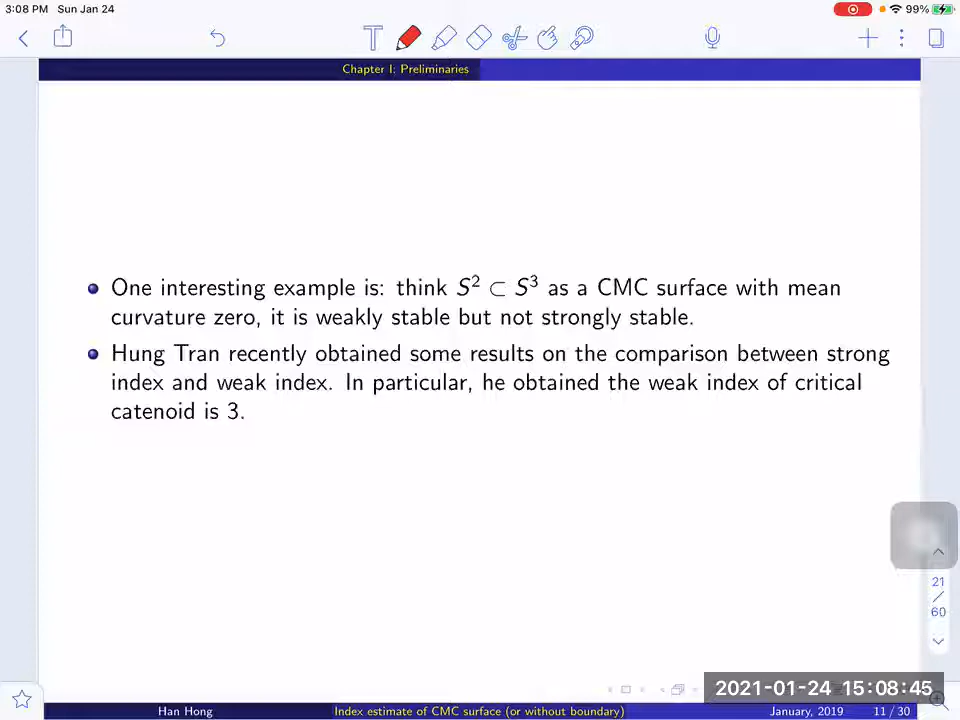 3:08 PM Sun Jan 24
99%
Chapter I: Preliminaries
One interesting example is: think S² ⊂ S³ as a CMC surface with mean
curvature zero, it is weakly stable but not strongly stable.
Hung Tran recently obtained some results on the comparison between strong
index and weak index. In particular, he obtained the weak index of critical
catenoid is 3.
21
/
60
2021-01-24 15:08:45
Han Hong Index estimate of CMC surface (or without boundary) January, 2019 11 / 30